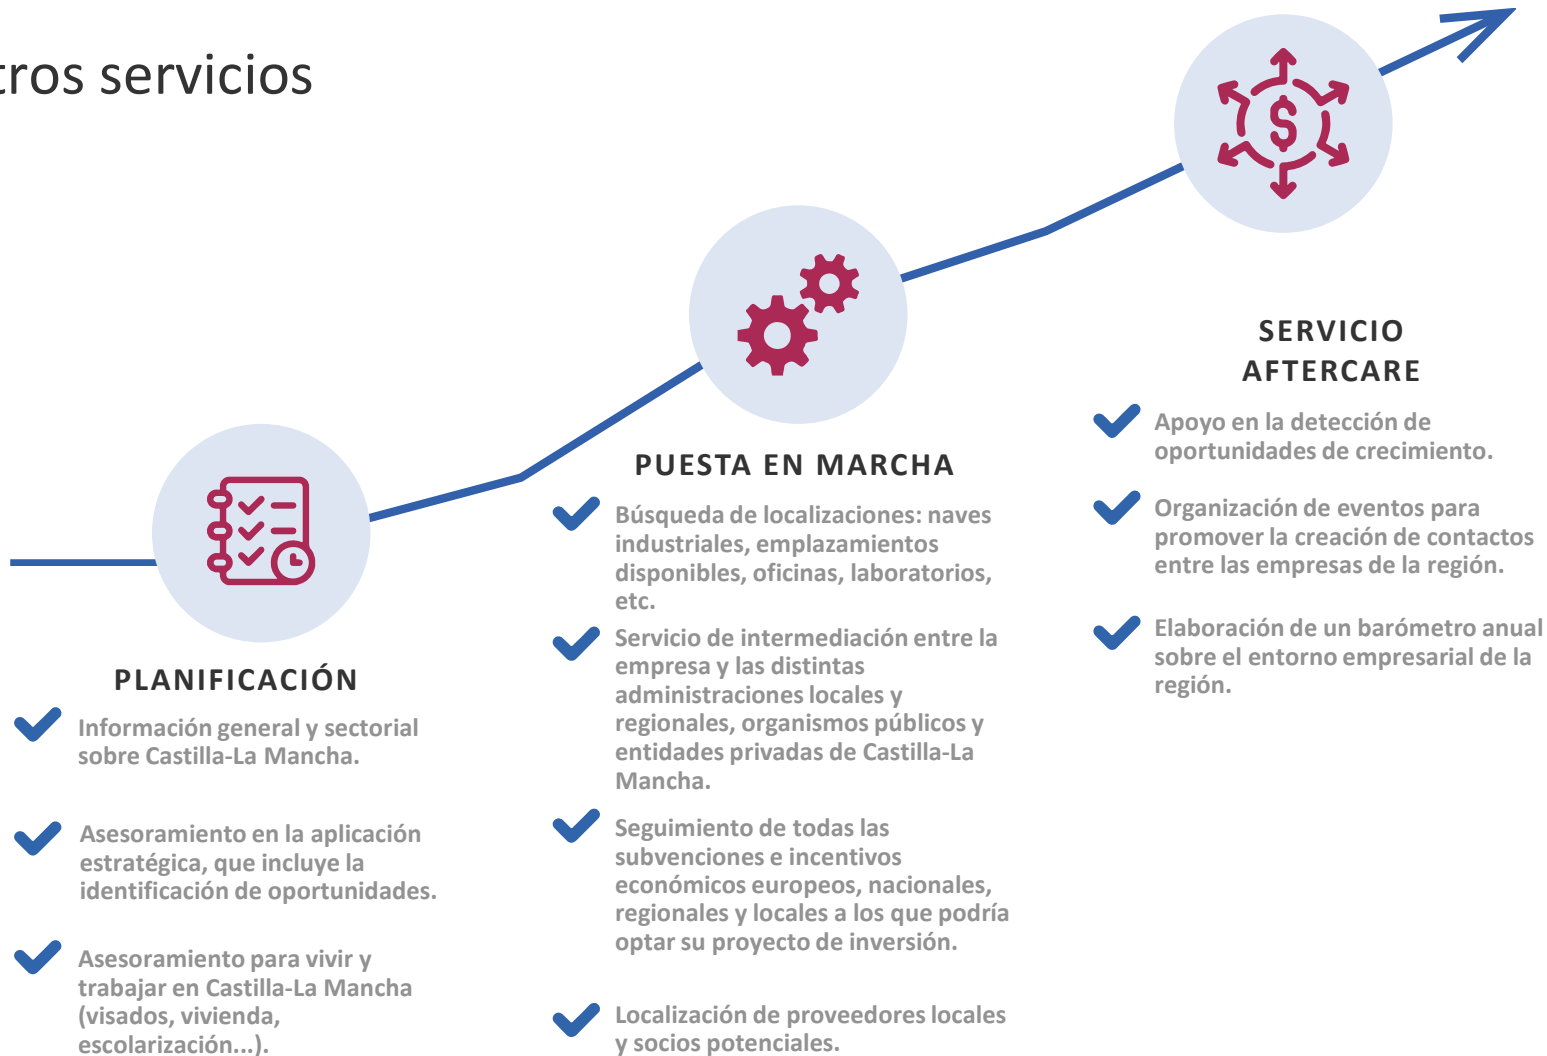 tros servicios
PLANIFICACIÓN
Información general y sectorial
sobre Castilla-La Mancha.
Asesoramiento en la aplicación
estratégica, que incluye la
identificación de oportunidades.
Asesoramiento para vivir y
trabajar en Castilla-La Mancha
(visados, vivienda,
escolarización...).
PUESTA EN MARCHA
Búsqueda de localizaciones: naves
industriales, emplazamientos
disponibles, oficinas, laboratorios,
etc.
Servicio de intermediación entre la
empresa y las distintas
administraciones locales y
regionales, organismos públicos y
entidades privadas de Castilla-La
Mancha.
Seguimiento de todas las
subvenciones e incentivos
económicos europeos, nacionales,
regionales y locales a los que podría
optar su proyecto de inversión.
Localización de proveedores locales
y socios potenciales.
SERVICIO
AFTERCARE
Apoyo en la detección de
oportunidades de crecimiento.
Organización de eventos para
promover la creación de contactos
entre las empresas de la región.
Elaboración de un barómetro anual
sobre el entorno empresarial de la
región.